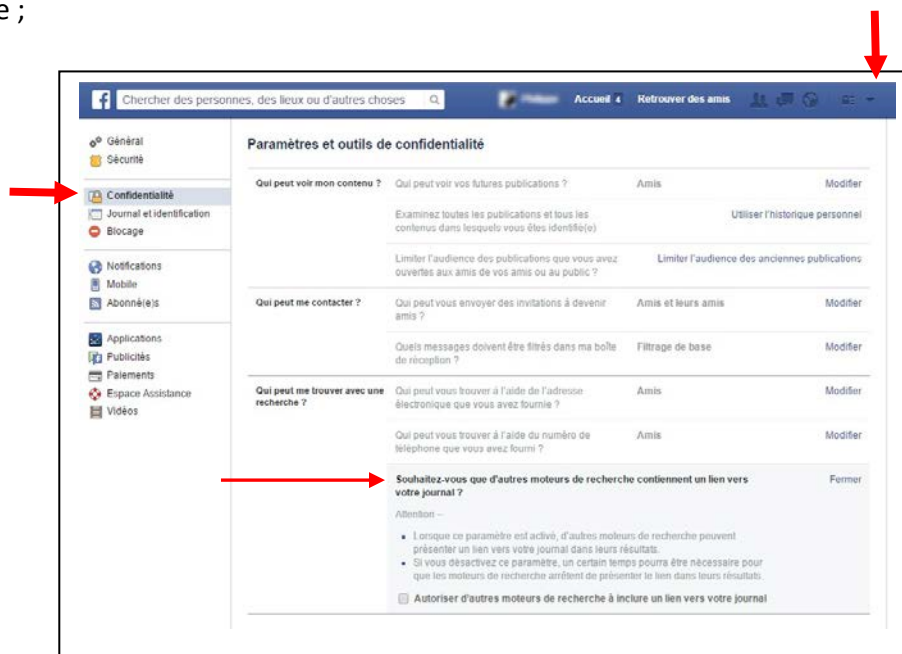 e ;
f Chercher des personnes, des lieux ou d'autres choses Accueil 4 Retrouver des amis
Général
Sécurité
Confidentialité
Journal et identification
Blocage
Notifications
Mobile
Abonné(e)s
Applications
Publicités
Paiements
Espace Assistance
Vidéos
Paramètres et outils de confidentialité
Qui peut voir mon contenu ? Qui peut voir vos futures publications ? Amis Modifier
Examinez toutes les publications et tous les Utiliser l'historique personnel
contenus dans lesquels vous êtes identifié(e)
Limiter l'audience des publications que vous avez Limiter l'audience des anciennes publications
ouvertes aux amis de vos amis ou au public ?
Qui peut me contacter ? Qui peut vous envoyer des invitations à devenir Amis et leurs amis Modifier
amis ?
Quels messages doivent être filtrés dans ma boîte Filtrage de base Modifier
de réception ?
Qui peut me trouver avec une Qui peut vous trouver à l'aide de l'adresse Amis Modifier
recherche ? électronique que vous avez fournie ?
Qui peut vous trouver à l'aide du numéro de Amis Modifier
téléphone que vous avez fourni ?
Souhaitez-vous que d'autres moteurs de recherche contiennent un lien vers Fermer
votre journal ?
Attention –
Lorsque ce paramètre est activé, d'autres moteurs de recherche peuvent
présenter un lien vers votre journal dans leurs résultats.
Si vous désactivez ce paramètre, un certain temps pourra être nécessaire pour
que les moteurs de recherche arrêtent de présenter le lien dans leurs résultats.
Autoriser d'autres moteurs de recherche à inclure un lien vers votre journal